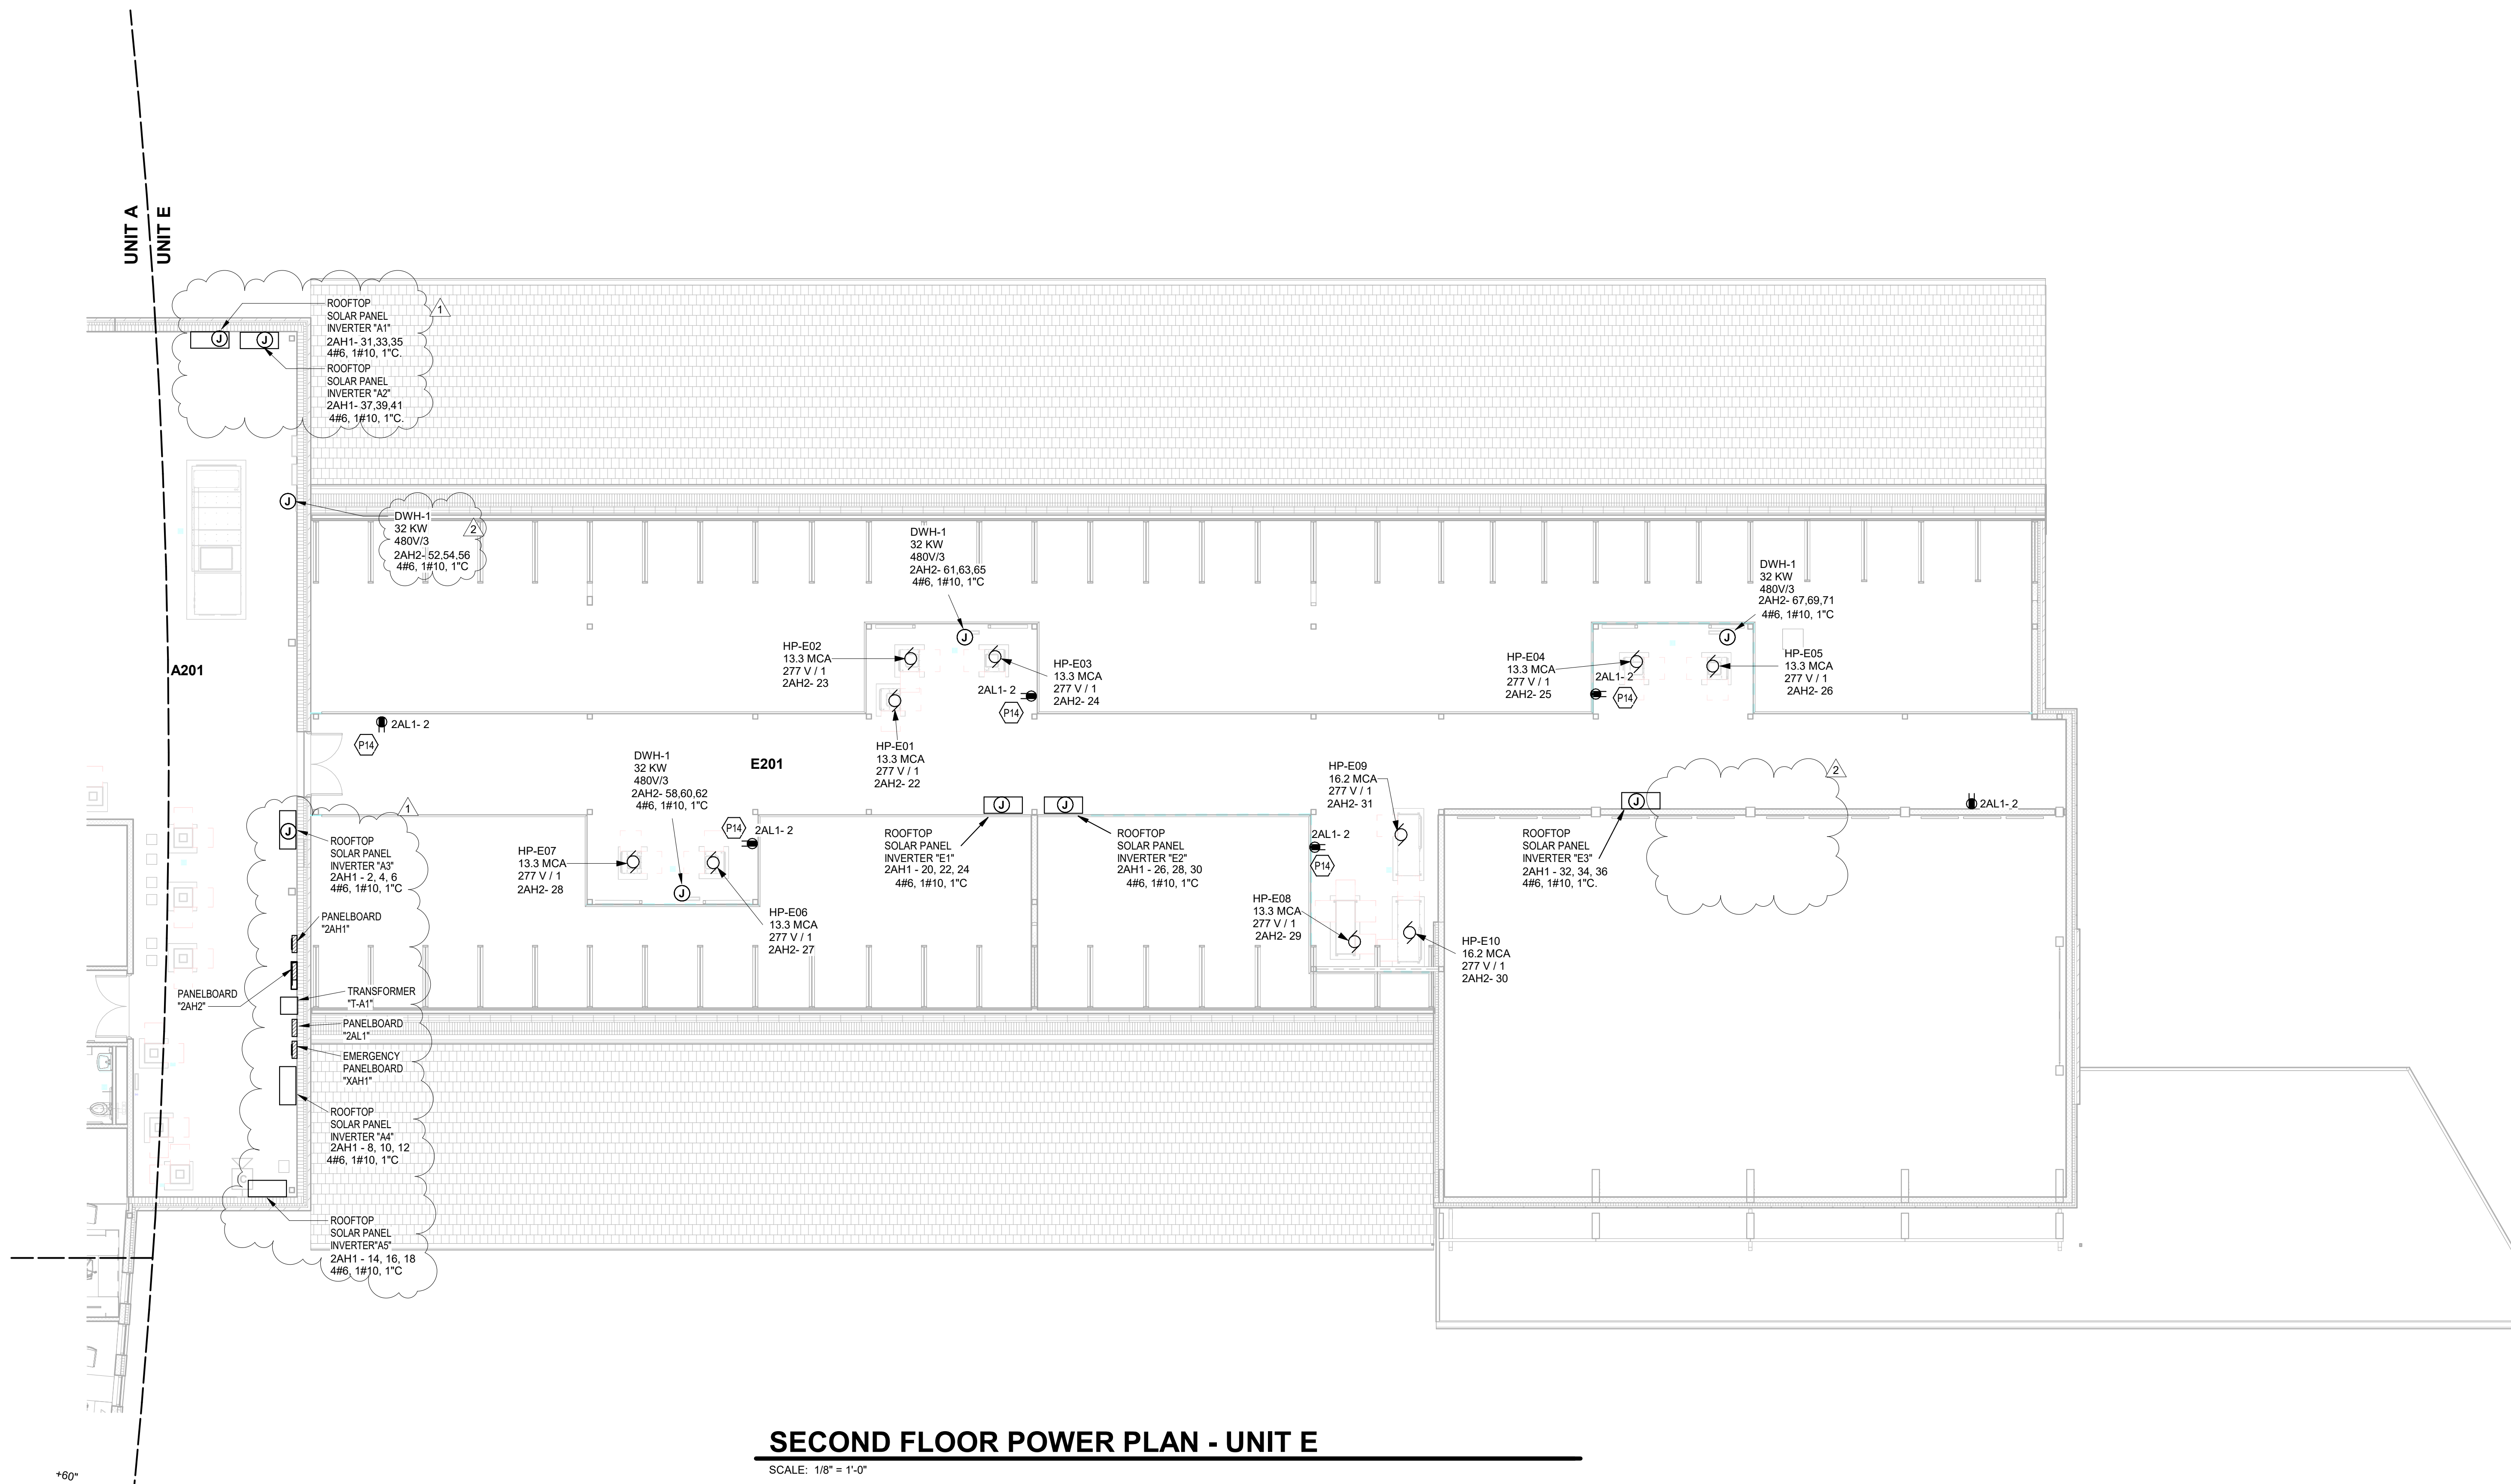 UNIT A
UNIT E
ROOFTOP
SOLAR PANEL
INVERTER "A1"
2AH1- 31,33,35
4#6, 1#10, 1"C.
1
J
J
ROOFTOP
SOLAR PANEL
INVERTER "A2"
2AH1- 37,39,41
4#6, 1#10, 1"C.
J
DWH-1
32 KW
480V/3
2AH2- 52,54,56
4#6, 1#10, 1"C
2
DWH-1
32 KW
480V/3
2AH2- 61,63,65
4#6, 1#10, 1"C
J
DWH-1
32 KW
480V/3
2AH2- 67,69,71
4#6, 1#10, 1"C
J
A201
HP-E02
13.3 MCA
277 V / 1
2AH2- 23
HP-E03
13.3 MCA
277 V / 1
2AH2- 24
2AL1- 2
P14
HP-E04
13.3 MCA
277 V / 1
2AH2- 25
2AL1- 2
P14
HP-E05
13.3 MCA
277 V / 1
2AH2- 26
2AL1- 2
P14
HP-E01
13.3 MCA
277 V / 1
2AH2- 22
DWH-1
32 KW
480V/3
2AH2- 58,60,62
4#6, 1#10, 1"C
E201
HP-E09
16.2 MCA
277 V / 1
2AH2- 31
2
J
2AL1- 2
1
J
ROOFTOP
SOLAR PANEL
INVERTER "A3"
2AH1 - 2, 4, 6
4#6, 1#10, 1"C
HP-E07
13.3 MCA
277 V / 1
2AH2- 28
P14
2AL1- 2
J
J
J
ROOFTOP
SOLAR PANEL
INVERTER "E1"
2AH1 - 20, 22, 24
4#6, 1#10, 1"C
ROOFTOP
SOLAR PANEL
INVERTER "E2"
2AH1 - 26, 28, 30
4#6, 1#10, 1"C
2AL1- 2
P14
ROOFTOP
SOLAR PANEL
INVERTER "E3"
2AH1 - 32, 34, 36
4#6, 1#10, 1"C.
HP-E06
13.3 MCA
277 V / 1
2AH2- 27
HP-E08
13.3 MCA
277 V / 1
2AH2- 29
HP-E10
16.2 MCA
277 V / 1
2AH2- 30
PANELBOARD
"2AH1"
PANELBOARD
"2AH2"
TRANSFORMER
"T-A1"
PANELBOARD
"2AL1"
EMERGENCY
PANELBOARD
"XAH1"
ROOFTOP
SOLAR PANEL
INVERTER "A4"
2AH1 - 8, 10, 12
4#6, 1#10, 1"C
ROOFTOP
SOLAR PANEL
INVERTER"A5"
2AH1 - 14, 16, 18
4#6, 1#10, 1"C
SECOND FLOOR POWER PLAN - UNIT E
SCALE: 1/8" = 1'-0"
+60"